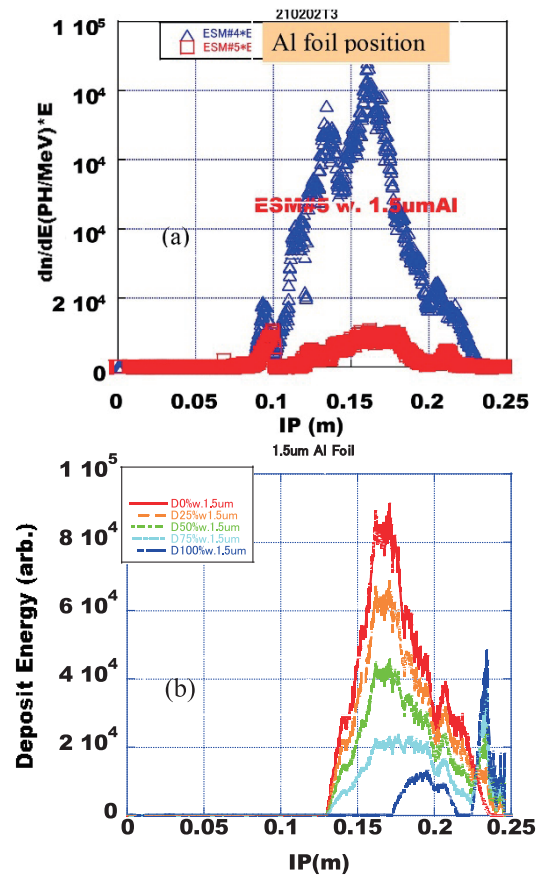 210202T3
1 10⁵
ESM#4*E
ESM#5*E
Al foil position
10⁴
10⁴
ESM#5 w. 1.5umAl
10⁴
(a)
2 10⁴
0
dn/dE(PH/MeV)*E
0 0.05 0.1 0.15 0.2 0.25
IP (m)
1.5um Al Foil
1 10⁵
D0%w.1.5um
D25%w.1.5um
D50%w.1.5um
D75%w.1.5um
D100%w.1.5um
8 10⁴
6 10⁴
4 10⁴
(b)
2 10⁴
0
Deposit Energy (arb.)
0 0.05 0.1 0.15 0.2 0.25
IP(m)